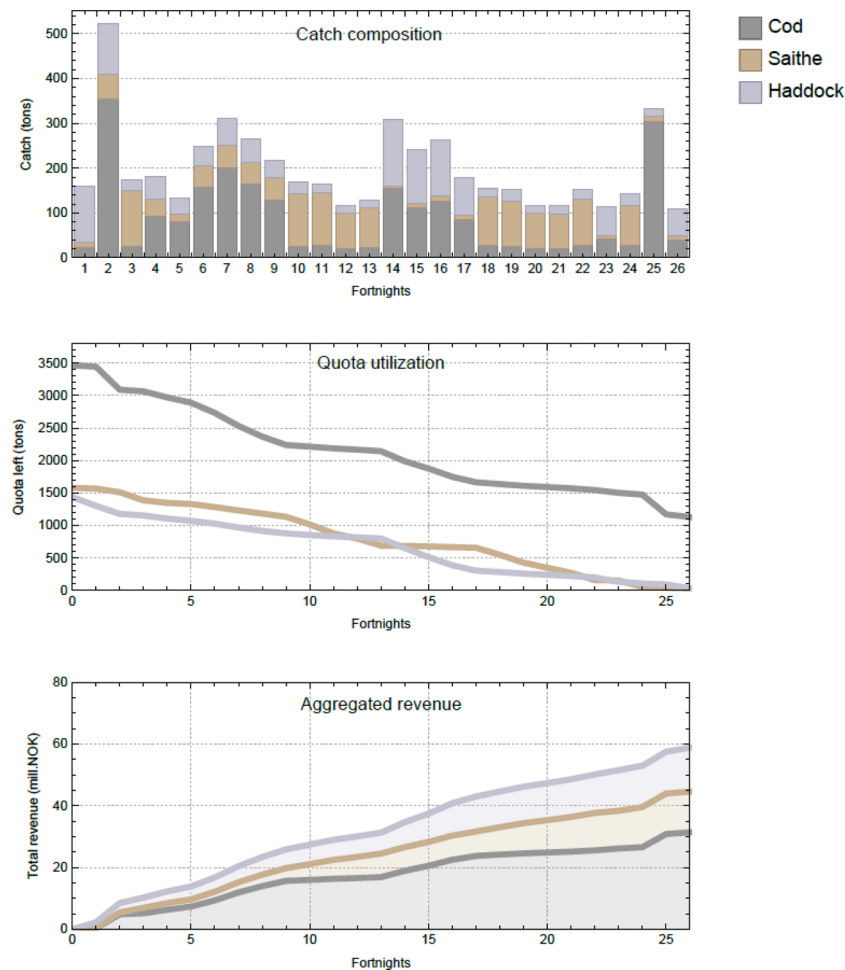 Catch composition
Cod
Saithe
Haddock
Catch (tons)
500
400
300
200
100
0
1 2 3 4 5 6 7 8 9 10 11 12 13 14 15 16 17 18 19 20 21 22 23 24 25 26
Fortnights
Quota utilization
Quota left (tons)
3500
3000
2500
2000
1500
1000
500
0
0 5 10 15 20 25
Fortnights
Aggregated revenue
Total revenue (mill.NOK)
80
60
40
20
0
0 5 10 15 20 25
Fortnights